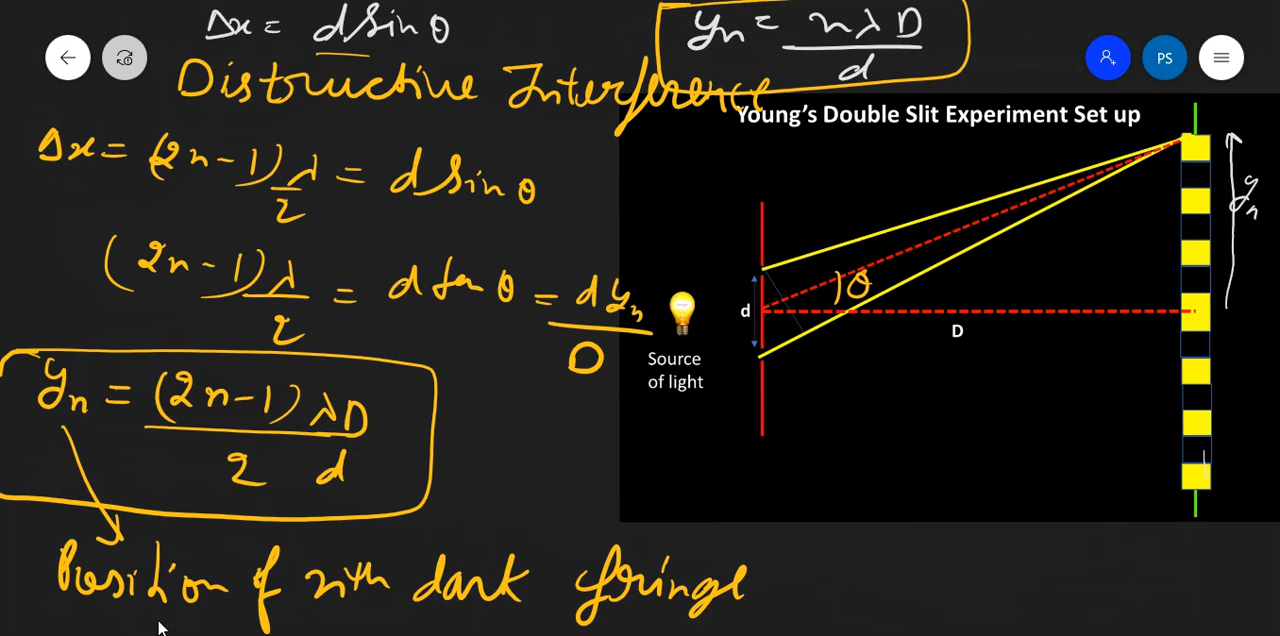 Δx = d sin θ
yn = nλD / d
PS
Distructive Interference
Young's Double Slit Experiment Set up
Δx = (2n-1)λ/2 = d sin θ
yn
(2n-1)λ/2 = d tan θ = d yn / D
θ
d
D
Source
of light
yn = (2n-1)λD / 2d
Position of nth dark fringe